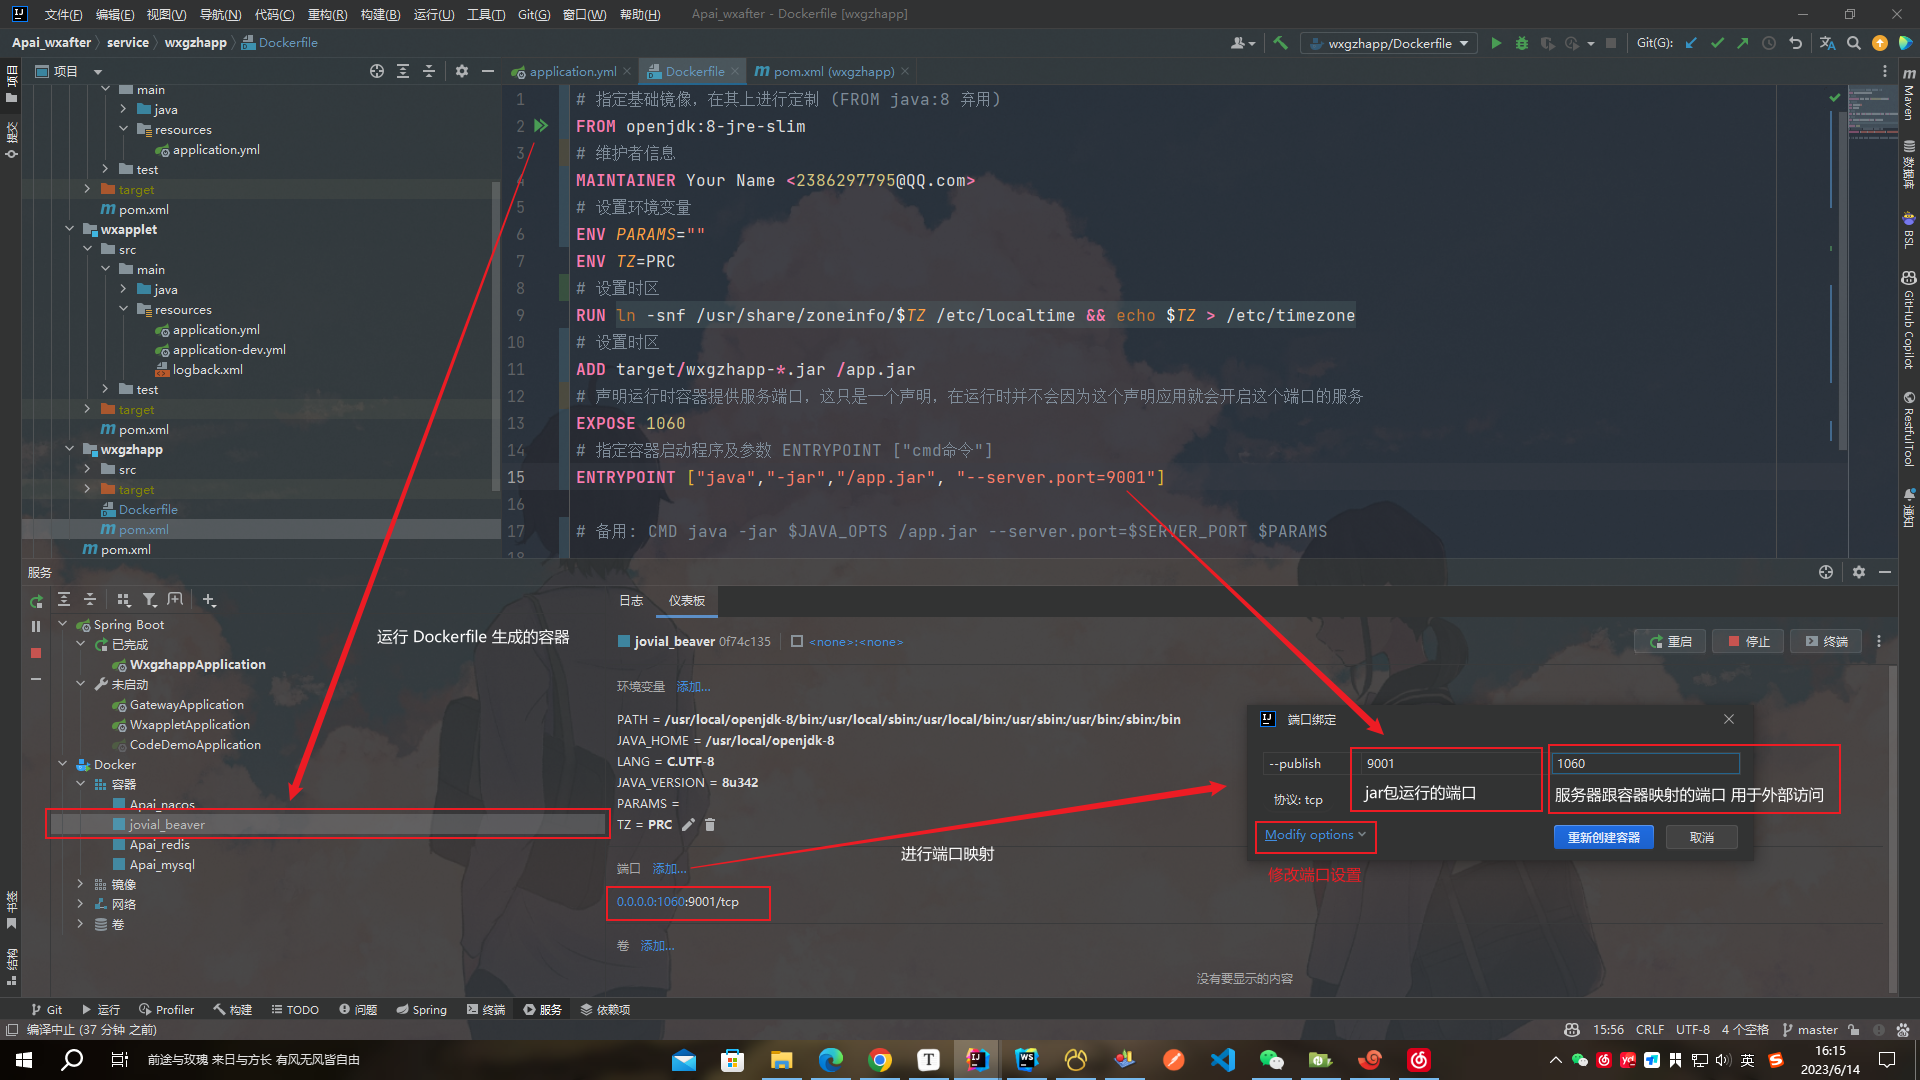 文件(F) 编辑(E) 视图(V) 导航(N) 代码(C) 重构(R) 构建(B) 运行(U) 工具(T) Git(G) 窗口(W) 帮助(H) Apai_wxafter - Dockerfile [wxgzhapp]
Apai_wxafter service wxgzhapp Dockerfile
wxgzhapp/Dockerfile Git(G):
项目
application.yml Dockerfile pom.xml (wxgzhapp)
main
java
resources
application.yml
test
target
pom.xml
wxapplet
src
main
java
resources
application.yml
application-dev.yml
logback.xml
test
target
pom.xml
wxgzhapp
src
target
Dockerfile
pom.xml
pom.xml
1 # 指定基础镜像，在其上进行定制 (FROM java:8 弃用)
2 FROM openjdk:8-jre-slim
3 # 维护者信息
4 MAINTAINER Your Name <2386297795@QQ.com>
5 # 设置环境变量
6 ENV PARAMS=""
7 ENV TZ=PRC
8 # 设置时区
9 RUN ln -snf /usr/share/zoneinfo/$TZ /etc/localtime && echo $TZ > /etc/timezone
10 # 设置时区
11 ADD target/wxgzhapp-*.jar /app.jar
12 # 声明运行时容器提供服务端口，这只是一个声明，在运行时并不会因为这个声明应用就会开启这个端口的服务
13 EXPOSE 1060
14 # 指定容器启动程序及参数 ENTRYPOINT ["cmd命令"]
15 ENTRYPOINT ["java","-jar","/app.jar", "--server.port=9001"]
16
17 # 备用: CMD java -jar $JAVA_OPTS /app.jar --server.port=$SERVER_PORT $PARAMS
18
项目
提交
书签
结构
Maven
数据库
BSL
GitHub Copilot
RestfulTool
通知
服务
Spring Boot
已完成
WxgzhappApplication
未启动
GatewayApplication
WxappletApplication
CodeDemoApplication
Docker
容器
Apai_nacos
jovial_beaver
Apai_redis
Apai_mysql
镜像
网络
卷
运行 Dockerfile 生成的容器
日志 仪表板
jovial_beaver 0f74c135 <none>:<none>
重启 停止 终端
环境变量 添加...
PATH = /usr/local/openjdk-8/bin:/usr/local/sbin:/usr/local/bin:/usr/sbin:/usr/bin:/sbin:/bin
JAVA_HOME = /usr/local/openjdk-8
LANG = C.UTF-8
JAVA_VERSION = 8u342
PARAMS =
TZ = PRC
端口 添加...
0.0.0.0:1060:9001/tcp
卷 添加...
没有要显示的内容
进行端口映射
端口绑定
--publish 9001 1060
协议: tcp jar包运行的端口 服务器跟容器映射的端口 用于外部访问
Modify options 重新创建容器 取消
修改端口设置
Git 运行 Profiler 构建 TODO 问题 Spring 终端 服务 依赖项
编译中止 (37 分钟 之前) 15:56 CRLF UTF-8 4 个空格 master
前途与玫瑰 来日与方长 有风无风皆自由
英
16:15
2023/6/14